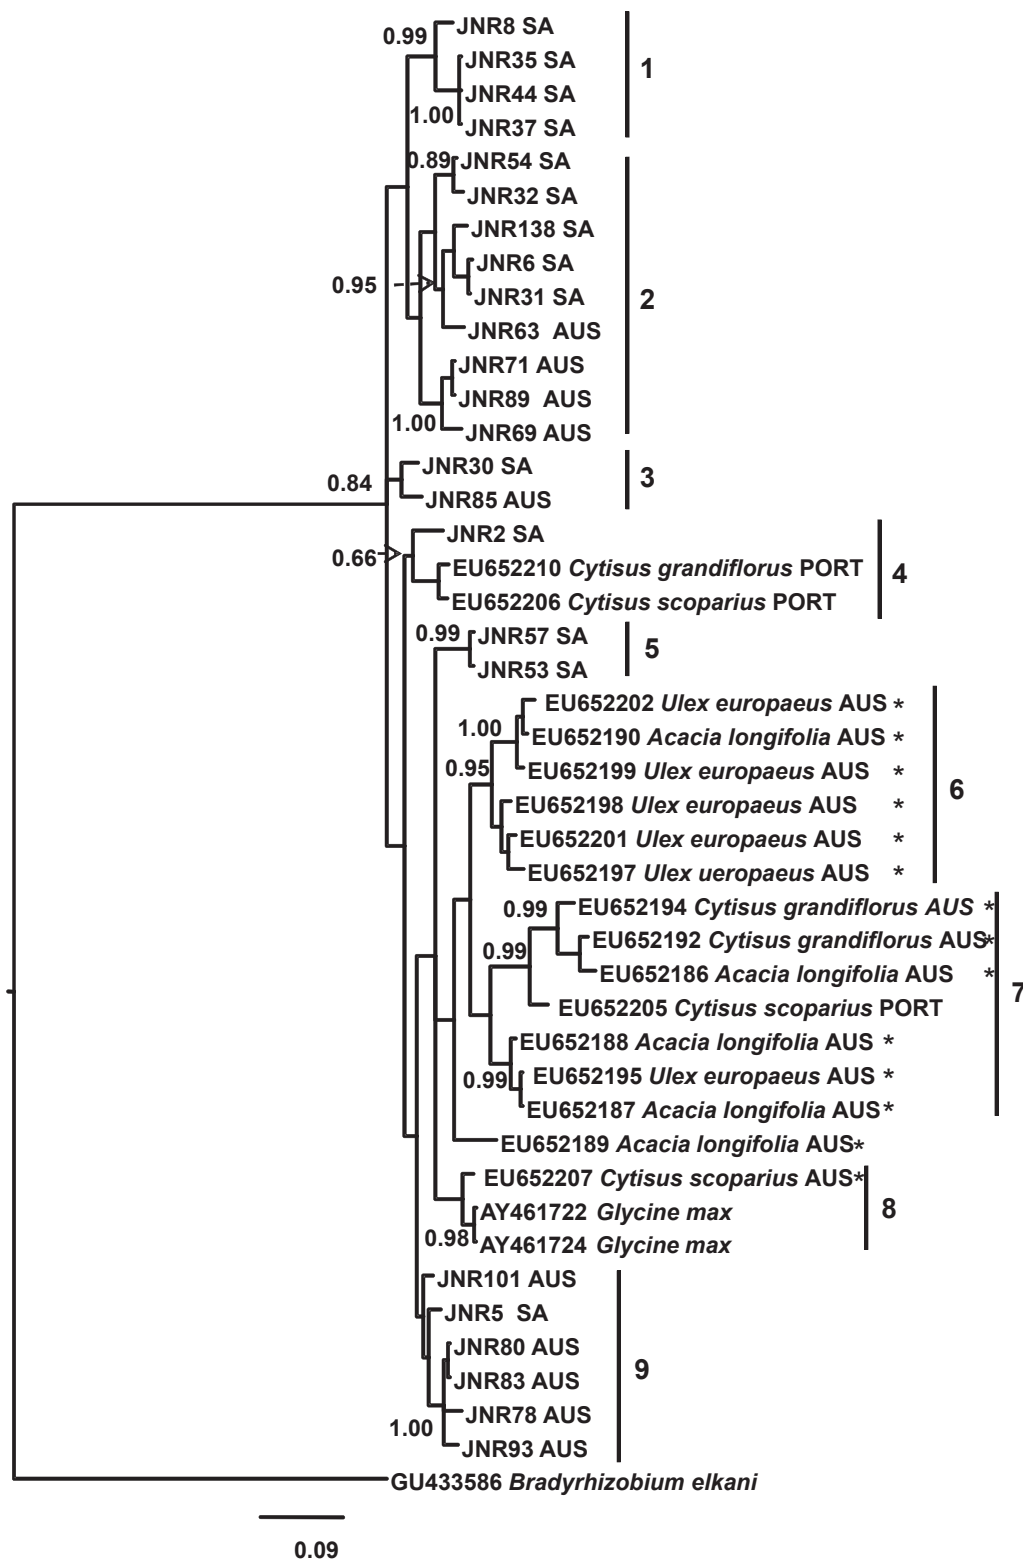 0.99
JNR8 SA
JNR35 SA
1
JNR44 SA
1.00
JNR37 SA
0.89
JNR54 SA
JNR32 SA
JNR138 SA
JNR6 SA
0.95
JNR31 SA
2
JNR63 AUS
JNR71 AUS
JNR89 AUS
1.00
JNR69 AUS
JNR30 SA
0.84
3
JNR85 AUS
JNR2 SA
0.66
EU652210 Cytisus grandiflorus PORT
4
EU652206 Cytisus scoparius PORT
0.99
JNR57 SA
5
JNR53 SA
EU652202 Ulex europaeus AUS *
1.00
EU652190 Acacia longifolia AUS *
0.95
EU652199 Ulex europaeus AUS *
6
EU652198 Ulex europaeus AUS *
EU652201 Ulex europaeus AUS *
EU652197 Ulex ueropaeus AUS *
0.99
EU652194 Cytisus grandiflorus AUS *
0.99
EU652192 Cytisus grandiflorus AUS*
EU652186 Acacia longifolia AUS *
7
EU652205 Cytisus scoparius PORT
EU652188 Acacia longifolia AUS *
0.99
EU652195 Ulex europaeus AUS *
EU652187 Acacia longifolia AUS*
EU652189 Acacia longifolia AUS*
EU652207 Cytisus scoparius AUS*
8
AY461722 Glycine max
0.98
AY461724 Glycine max
JNR101 AUS
JNR5 SA
JNR80 AUS
9
JNR83 AUS
JNR78 AUS
1.00
JNR93 AUS
GU433586 Bradyrhizobium elkani
0.09